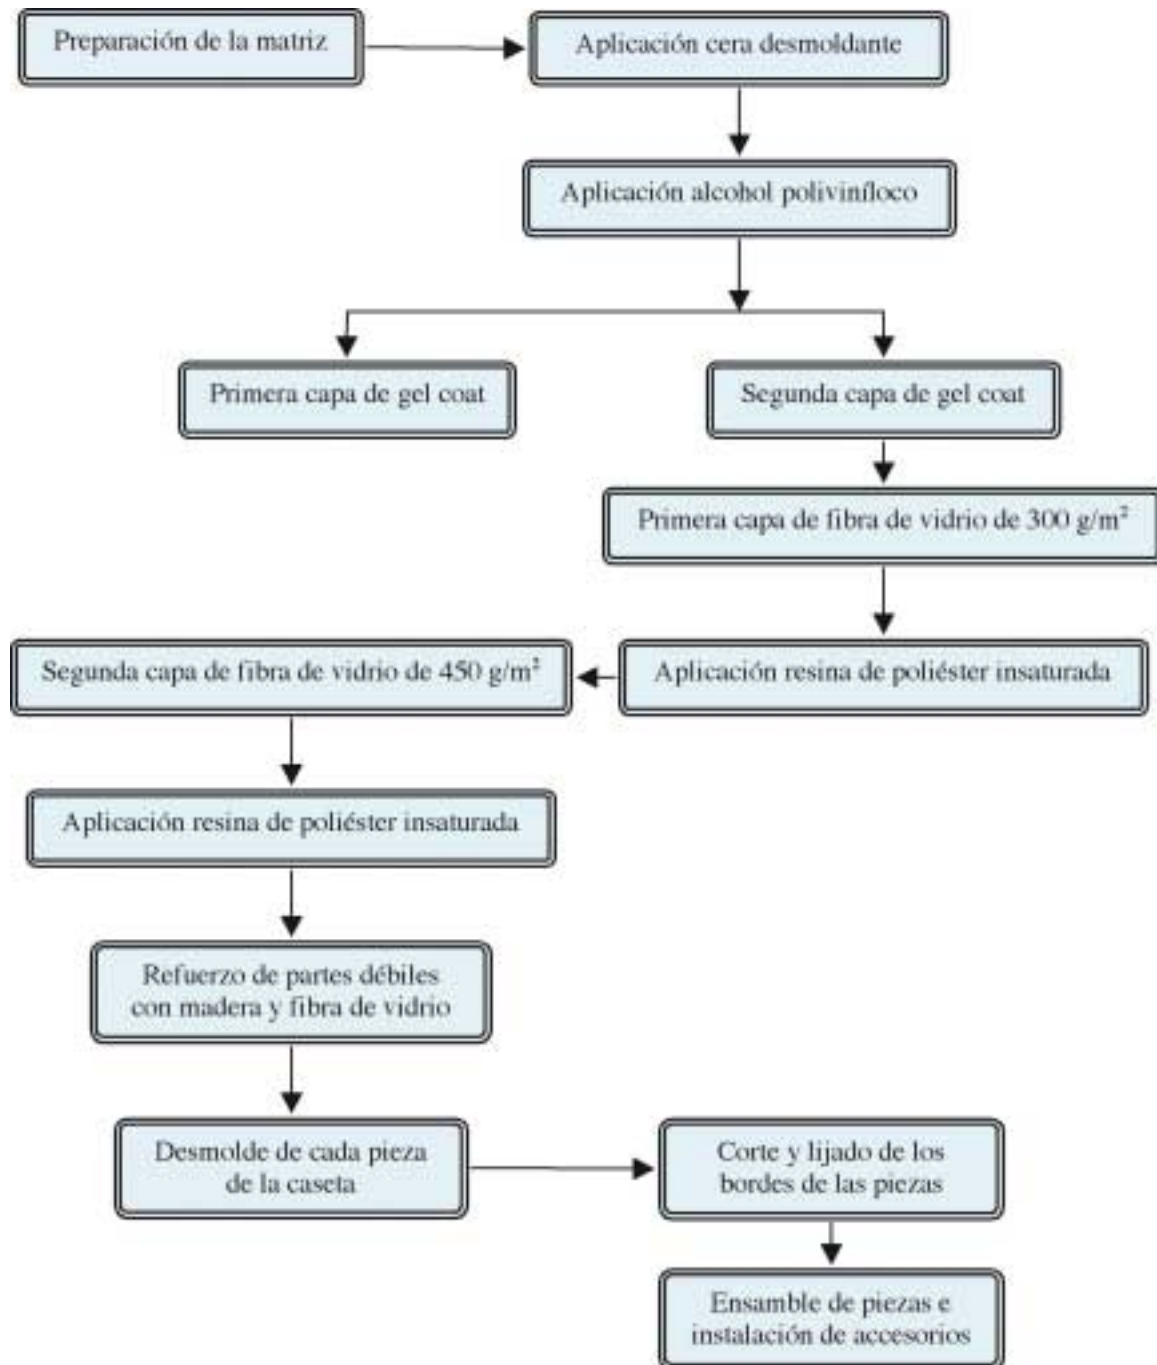 Preparación de la matriz
Aplicación cera desmoldante
Aplicación alcohol poliviníloco
Primera capa de gel coat
Segunda capa de gel coat
Primera capa de fibra de vidrio de 300 g/m²
Segunda capa de fibra de vidrio de 450 g/m²
Aplicación resina de poliéster insaturada
Aplicación resina de poliéster insaturada
Refuerzo de partes débiles
con madera y fibra de vidrio
Desmolde de cada pieza
de la caseta
Corte y lijado de los
bordes de las piezas
Ensamble de piezas e
instalación de accesorios